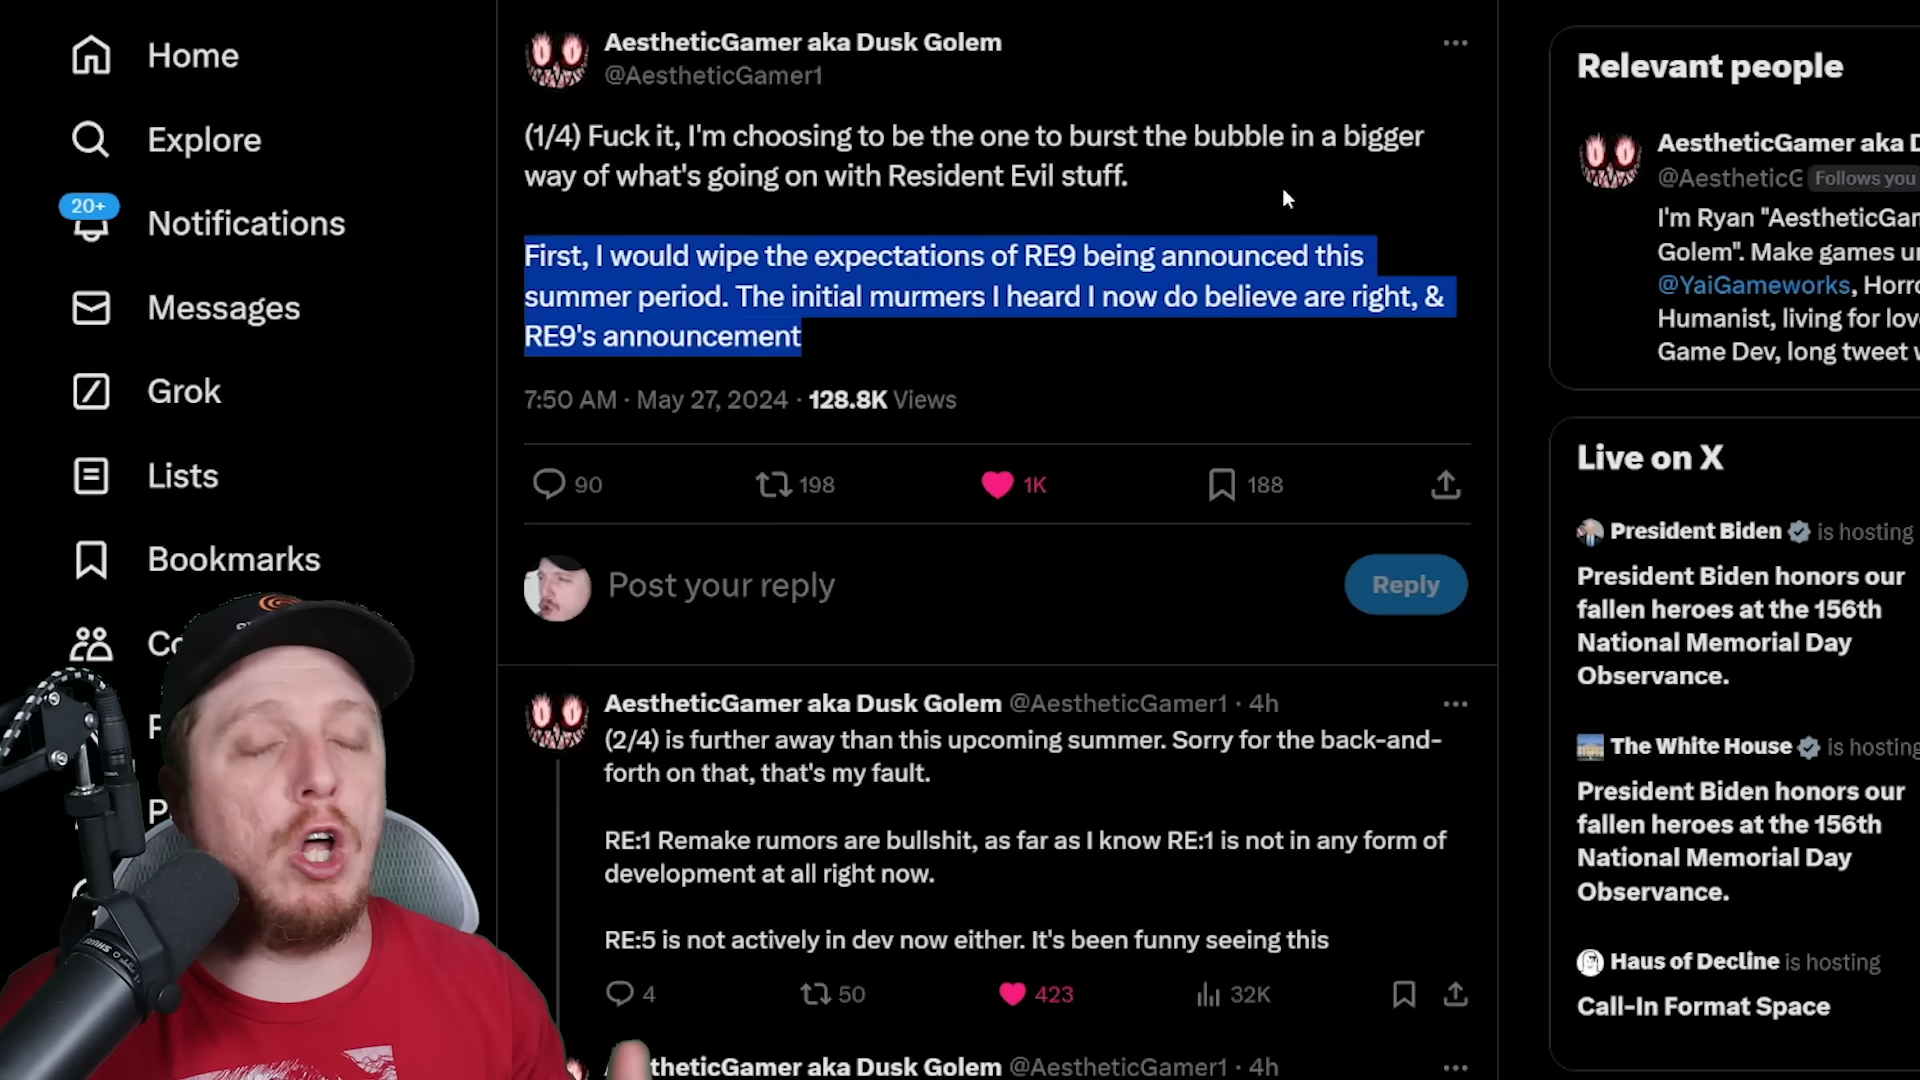 Home
Explore
20+
Notifications
Messages
Grok
Lists
Bookmarks
AestheticGamer aka Dusk Golem
@AestheticGamer1
(1/4) Fuck it, I'm choosing to be the one to burst the bubble in a bigger
way of what's going on with Resident Evil stuff.
First, I would wipe the expectations of RE9 being announced this
summer period. The initial murmers I heard I now do believe are right, &
RE9's announcement
7:50 AM · May 27, 2024 · 128.8K Views
90
198
1K
188
Post your reply
Reply
AestheticGamer aka Dusk Golem @AestheticGamer1 · 4h
(2/4) is further away than this upcoming summer. Sorry for the back-and-
forth on that, that's my fault.
RE:1 Remake rumors are bullshit, as far as I know RE:1 is not in any form of
development at all right now.
RE:5 is not actively in dev now either. It's been funny seeing this
4
50
423
32K
theticGamer aka Dusk Golem @AestheticGamer1 · 4h
Relevant people
AestheticGamer aka D
@AestheticG Follows you
I'm Ryan "AestheticGar
Golem". Make games u
@YaiGameworks, Horro
Humanist, living for lov
Game Dev, long tweet w
Live on X
President Biden is hosting
President Biden honors our
fallen heroes at the 156th
National Memorial Day
Observance.
The White House is hosting
President Biden honors our
fallen heroes at the 156th
National Memorial Day
Observance.
Haus of Decline is hosting
Call-In Format Space
SHURE